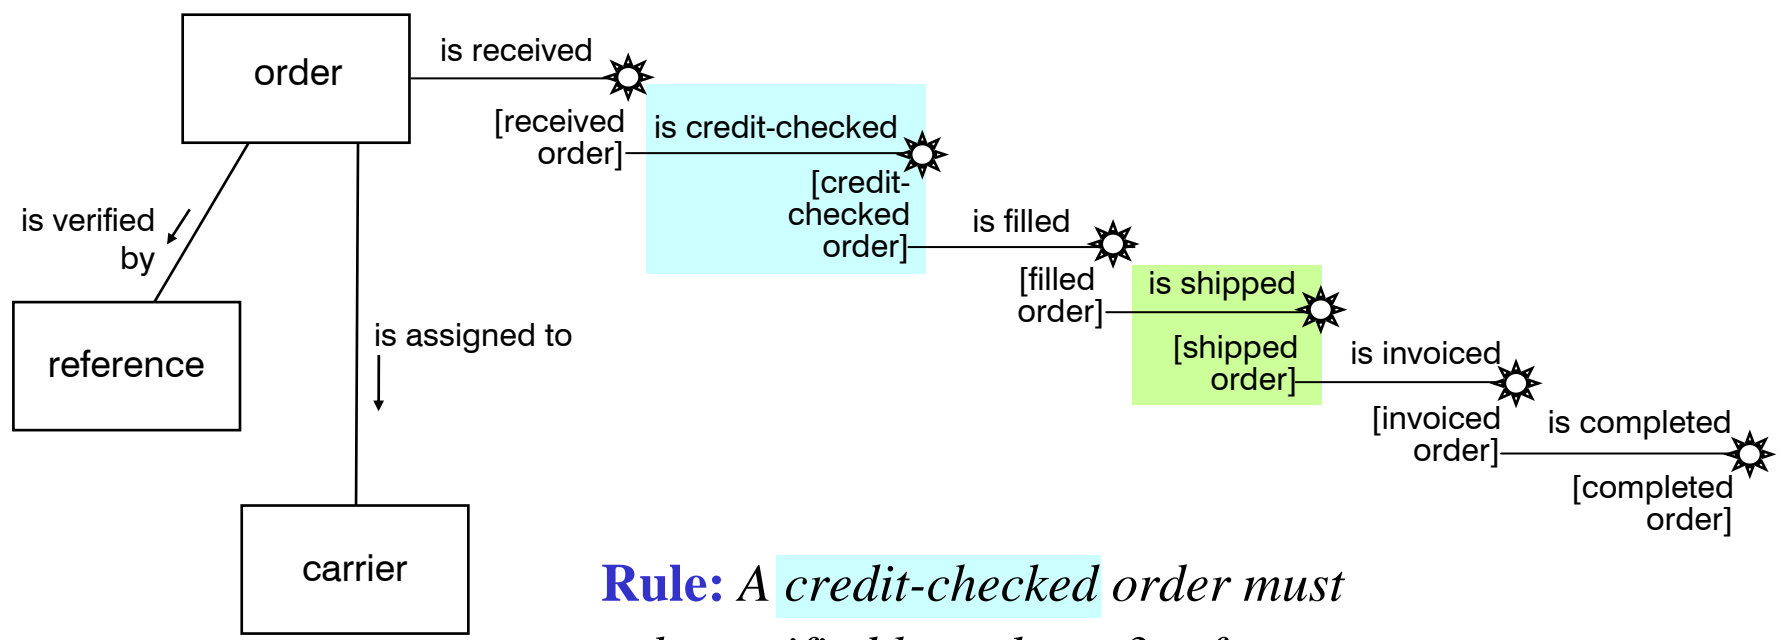 order
is received
[received
order]
is credit-checked
[credit-
checked
order]
is filled
[filled
order]
is shipped
[shipped
order]
is invoiced
[invoiced
order]
is completed
[completed
order]
is verified
by
reference
is assigned to
carrier
Rule: A credit-checked order must